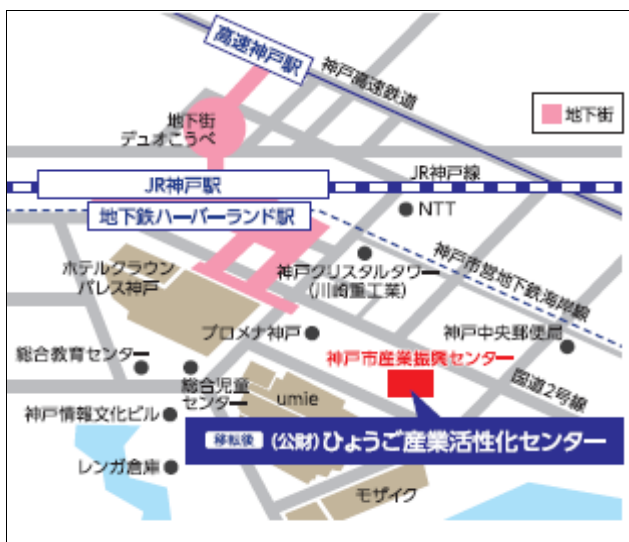 高速神戸駅
神戸高速鉄道
地下街
地下街
デュオこうべ
JR神戸線
JR神戸駅
NTT
地下鉄ハーバーランド駅
神戸市営地下鉄海岸線
ホテルクラウン
パレス神戸
神戸クリスタルタワー
(川崎重工業)
プロメナ神戸
神戸中央郵便局
総合教育センター
神戸市産業振興センター
総合児童
センター
umie
国道2号線
神戸情報文化ビル
移転後 (公財)ひょうご産業活性化センター
レンガ倉庫
モザイク